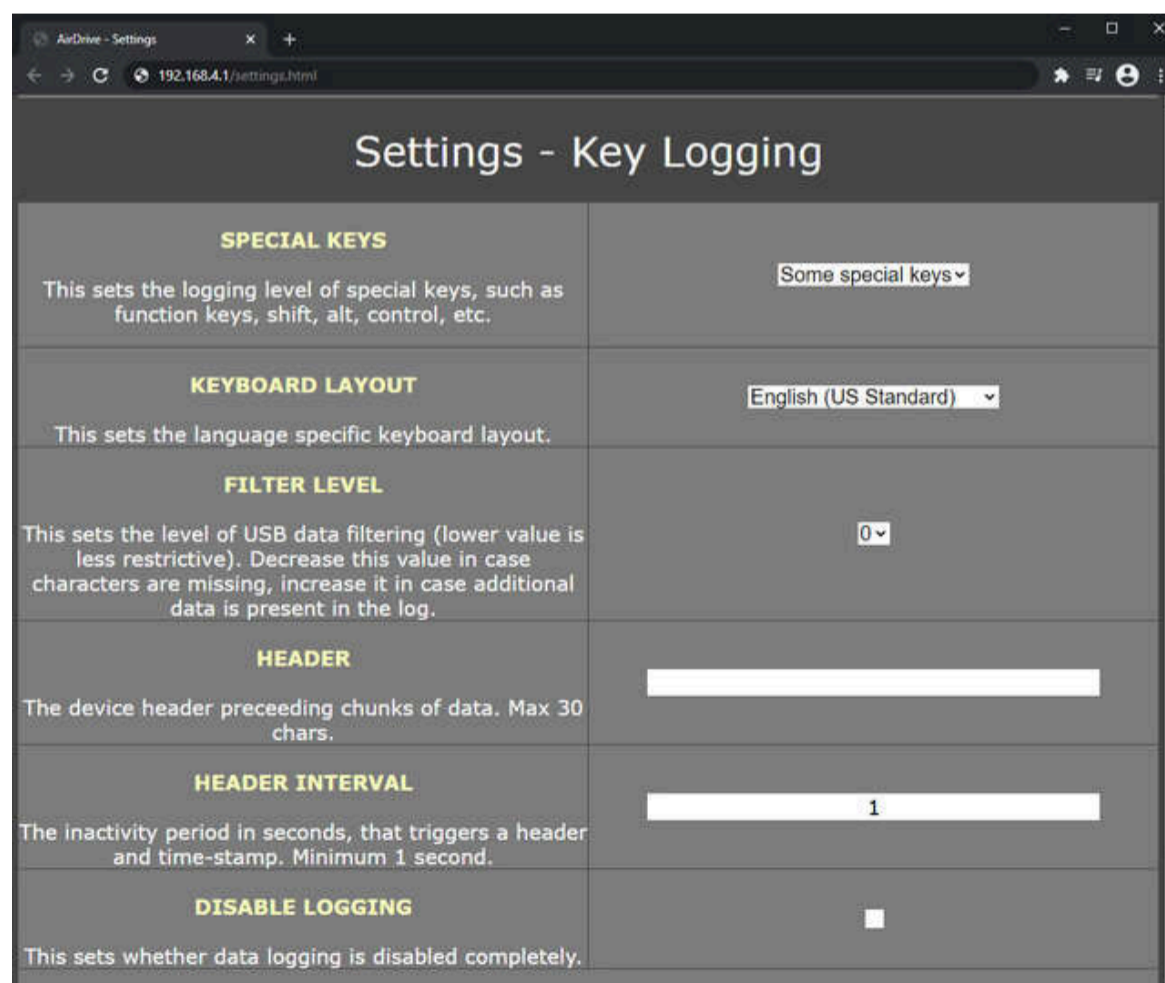 AirDrive - Settings
192.168.4.1/settings.html
Settings - Key Logging
SPECIAL KEYS
This sets the logging level of special keys, such as
function keys, shift, alt, control, etc.
Some special keys
KEYBOARD LAYOUT
This sets the language specific keyboard layout.
English (US Standard)
FILTER LEVEL
This sets the level of USB data filtering (lower value is
less restrictive). Decrease this value in case
characters are missing, increase it in case additional
data is present in the log.
0
HEADER
The device header preceeding chunks of data. Max 30
chars.
HEADER INTERVAL
The inactivity period in seconds, that triggers a header
and time-stamp. Minimum 1 second.
1
DISABLE LOGGING
This sets whether data logging is disabled completely.